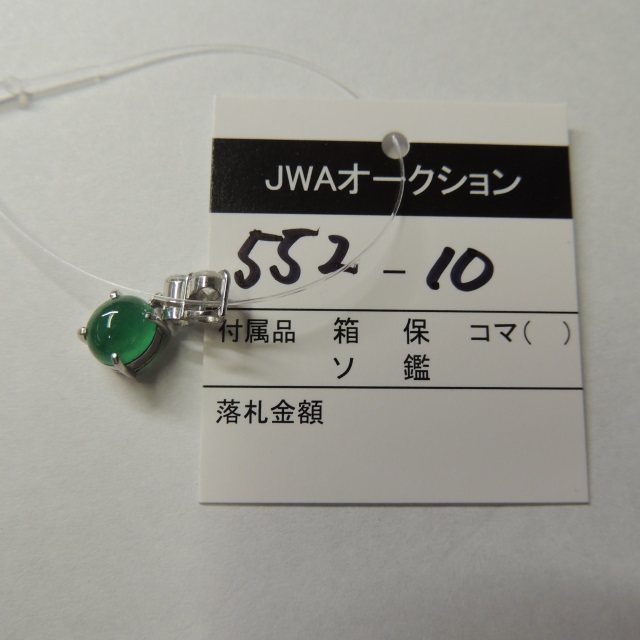 JWAオークション
552-10
付属品 箱 保 コマ( )
ソ 鑑
落札金額